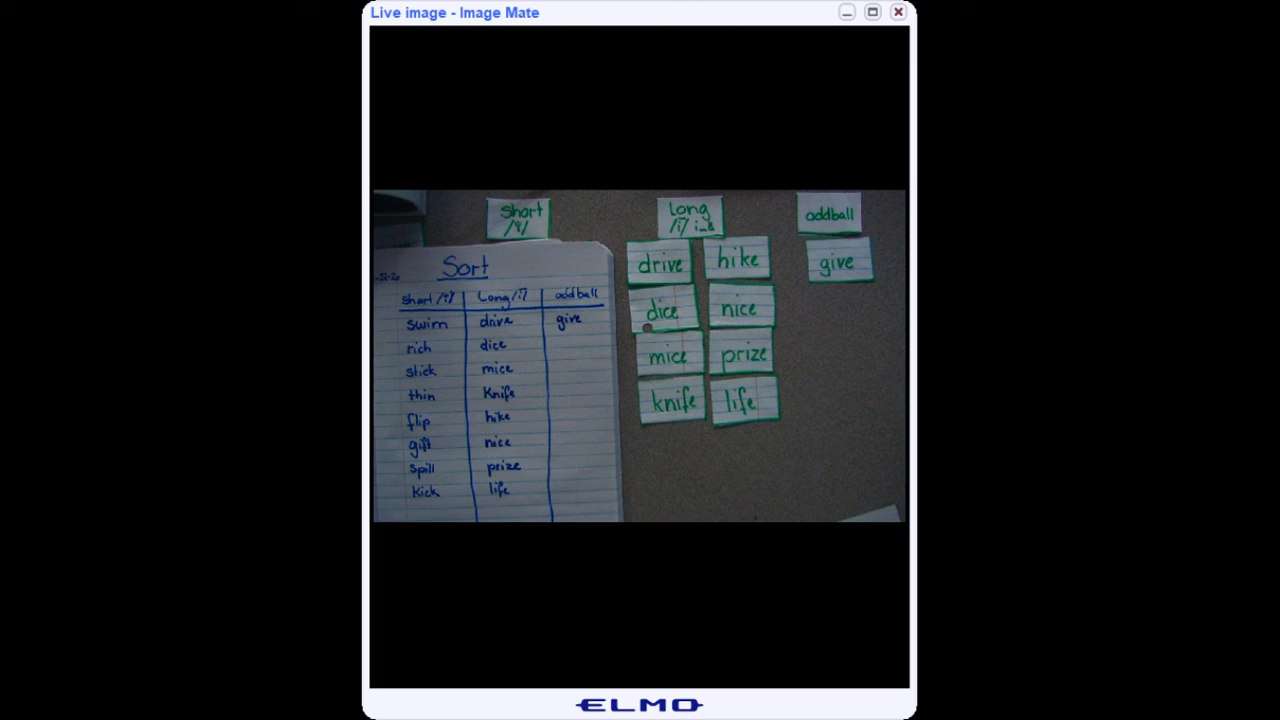 Live image - Image Mate
short
/ĭ/
Long
/ī/ i_e
oddball
drive hike give
dice nice
mice prize
knife life
Sort
short /ĭ/ Long /ī/ oddball
swim drive give
rich dice
stick mice
thin Knife
flip hike
gift nice
spill prize
kick life
ELMO